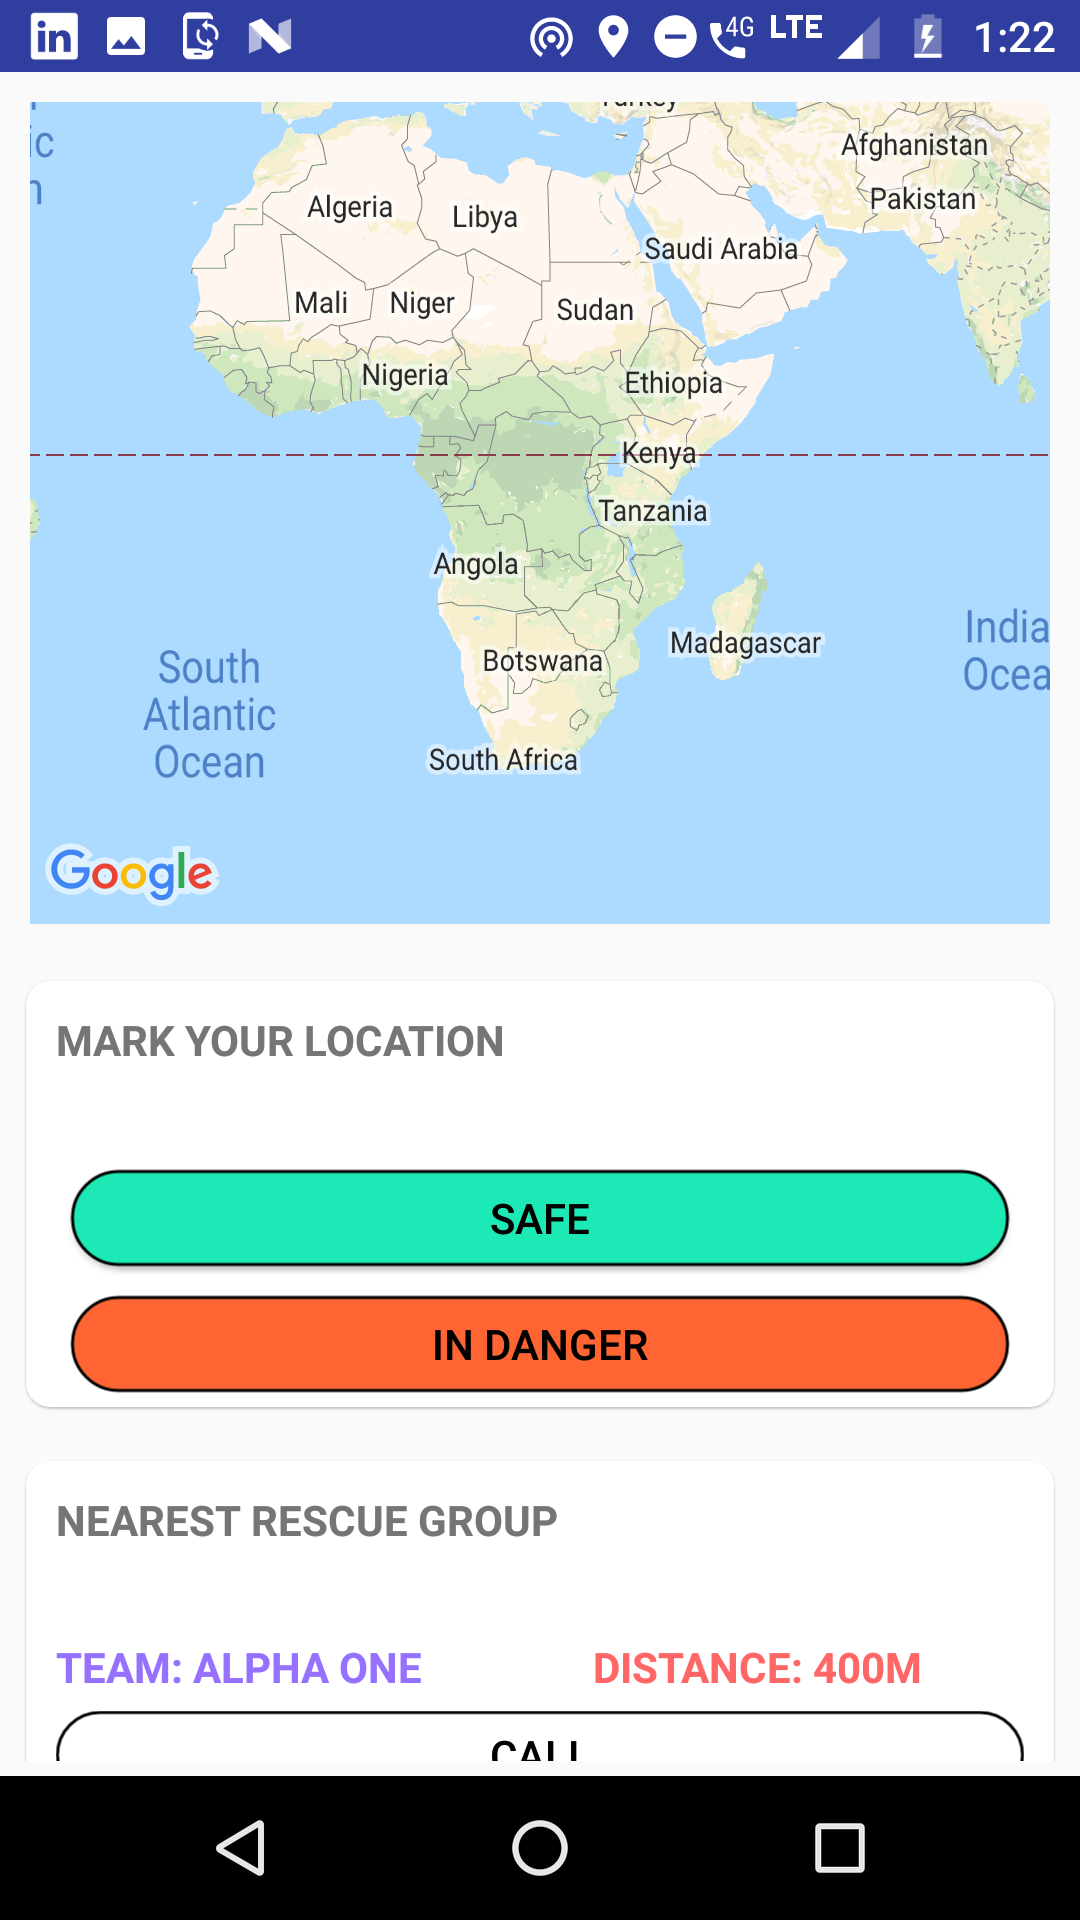 in 4G LTE 1:22
Turkey
ic
n
Afghanistan
Algeria
Libya
Pakistan
Saudi Arabia
Mali
Niger
Sudan
Nigeria
Ethiopia
Kenya
Tanzania
Angola
Madagascar
Botswana
India
Ocea
South
Atlantic
Ocean
South Africa
Google
MARK YOUR LOCATION
SAFE
IN DANGER
NEAREST RESCUE GROUP
TEAM: ALPHA ONE
DISTANCE: 400M
CALL